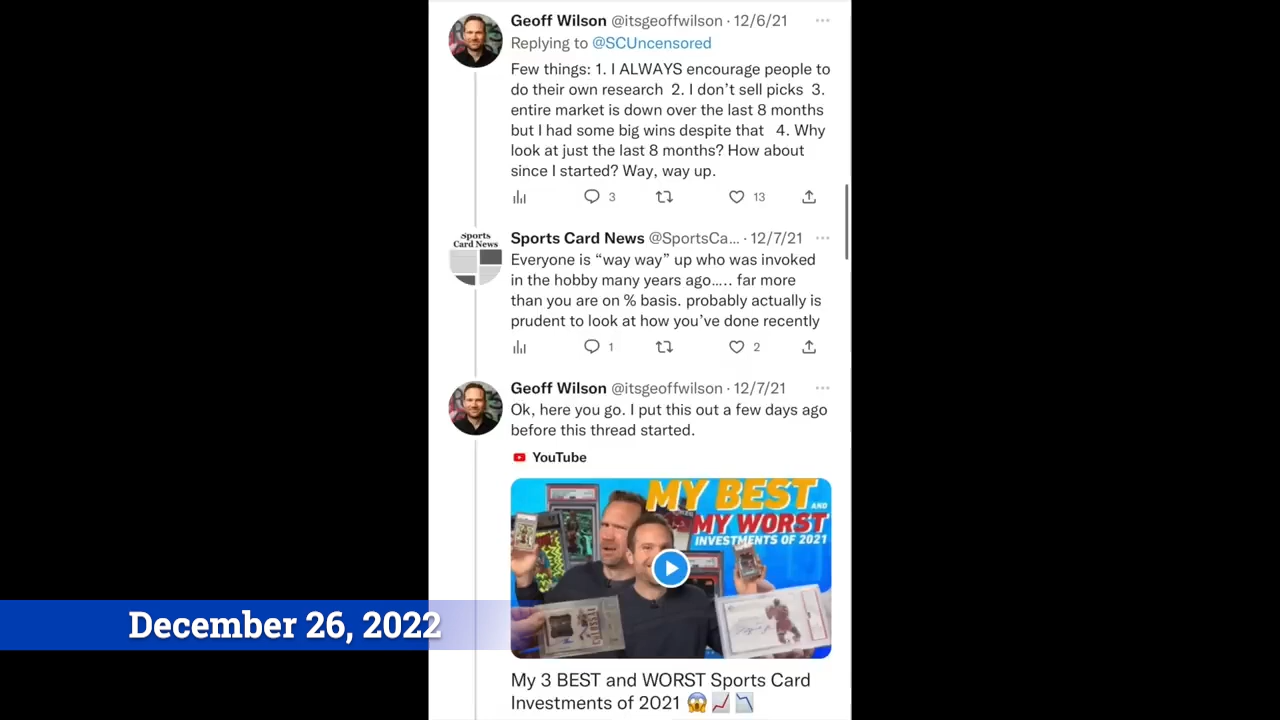 Geoff Wilson @itsgeoffwilson · 12/6/21
Replying to @SCUncensored
Few things: 1. I ALWAYS encourage people to
do their own research 2. I don't sell picks 3.
entire market is down over the last 8 months
but I had some big wins despite that 4. Why
look at just the last 8 months? How about
since I started? Way, way up.
3 13
Sports
Card News
Sports Card News @SportsCa... · 12/7/21
Everyone is “way way” up who was invoked
in the hobby many years ago….. far more
than you are on % basis. probably actually is
prudent to look at how you've done recently
1 2
Geoff Wilson @itsgeoffwilson · 12/7/21
Ok, here you go. I put this out a few days ago
before this thread started.
YouTube
MY BEST
AND
MY WORST
INVESTMENTS OF 2021
December 26, 2022
My 3 BEST and WORST Sports Card
Investments of 2021 😱 📈 📉